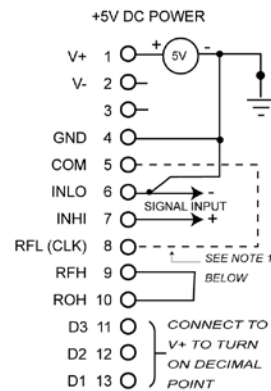 +5V DC POWER
V+ 1 + 5V -
V- 2
3
GND 4
COM 5
INLO 6 -
SIGNAL INPUT
INHI 7 +
RFL (CLK) 8
SEE NOTE 1
BELOW
RFH 9
ROH 10
D3 11 CONNECT TO
V+ TO TURN
D2 12 ON DECIMAL
POINT
D1 13